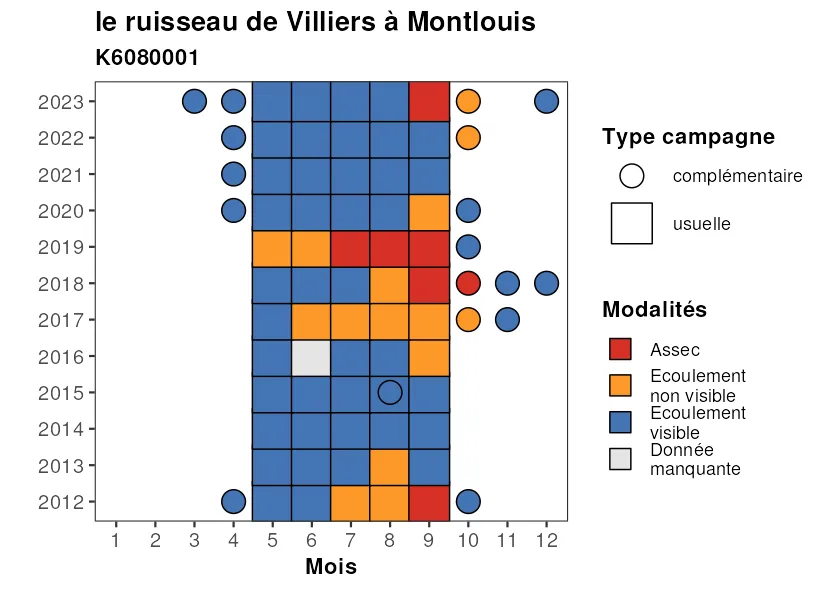 le ruisseau de Villiers à Montlouis
K6080001
2023
2022
2021
2020
2019
2018
2017
2016
2015
2014
2013
2012
1 2 3 4 5 6 7 8 9 10 11 12
Mois
Type campagne
complémentaire
usuelle
Modalités
Assec
Ecoulement
non visible
Ecoulement
visible
Donnée
manquante